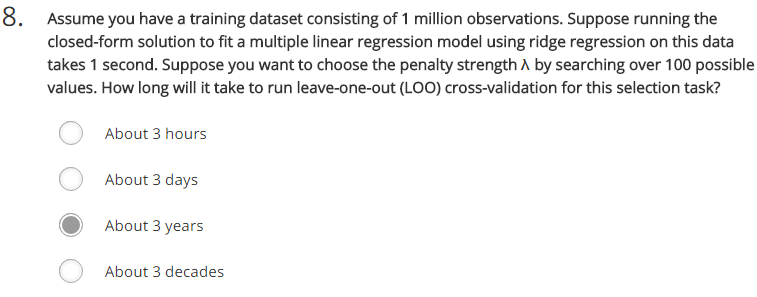 8. Assume you have a training dataset consisting of 1 million observations. Suppose running the
closed-form solution to fit a multiple linear regression model using ridge regression on this data
takes 1 second. Suppose you want to choose the penalty strength λ by searching over 100 possible
values. How long will it take to run leave-one-out (LOO) cross-validation for this selection task?
About 3 hours
About 3 days
About 3 years
About 3 decades